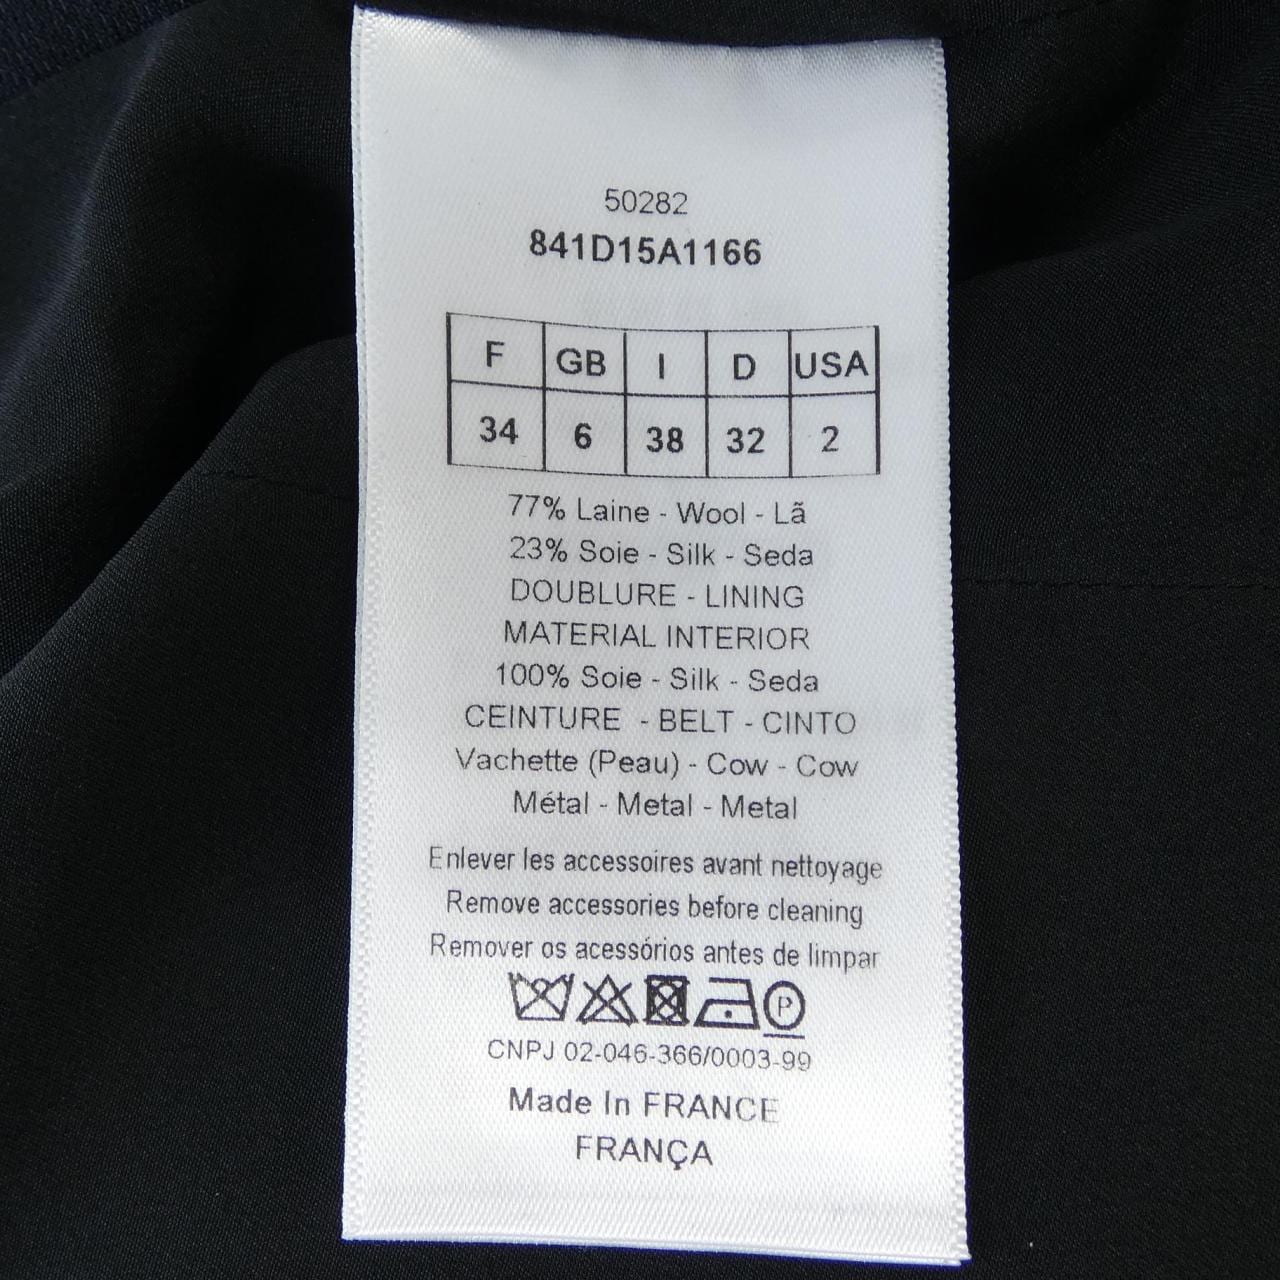 50282
841D15A1166
F GB I D USA
34 6 38 32 2
77% Laine - Wool - Lã
23% Soie - Silk - Seda
DOUBLURE - LINING
MATERIAL INTERIOR
100% Soie - Silk - Seda
CEINTURE - BELT - CINTO
Vachette (Peau) - Cow - Cow
Métal - Metal - Metal
Enlever les accessoires avant nettoyage
Remove accessories before cleaning
Remover os acessórios antes de limpar
P
CNPJ 02-046-366/0003-99
Made In FRANCE
FRANÇA